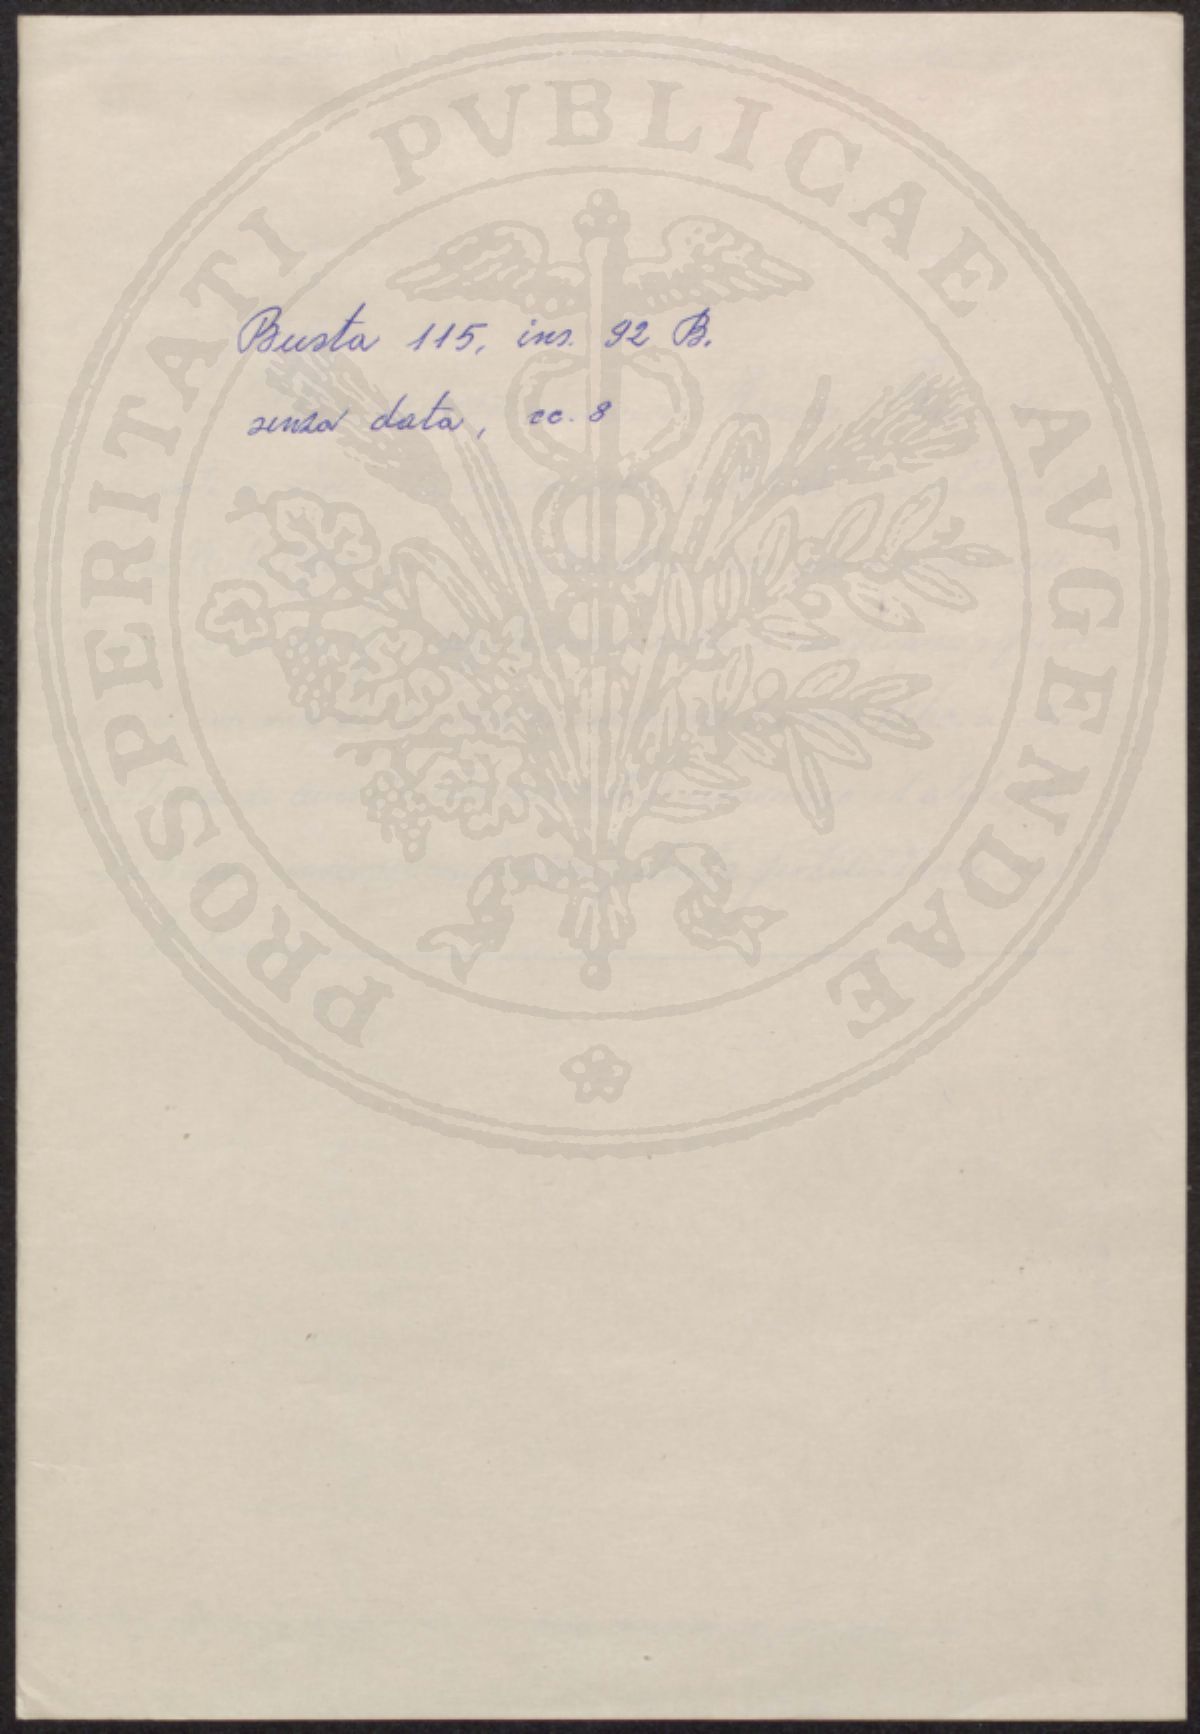 PROSPERITATI PVBLICAE AVGENDAE
Busta 115, ins. 92 B.
senza data, cc. 8